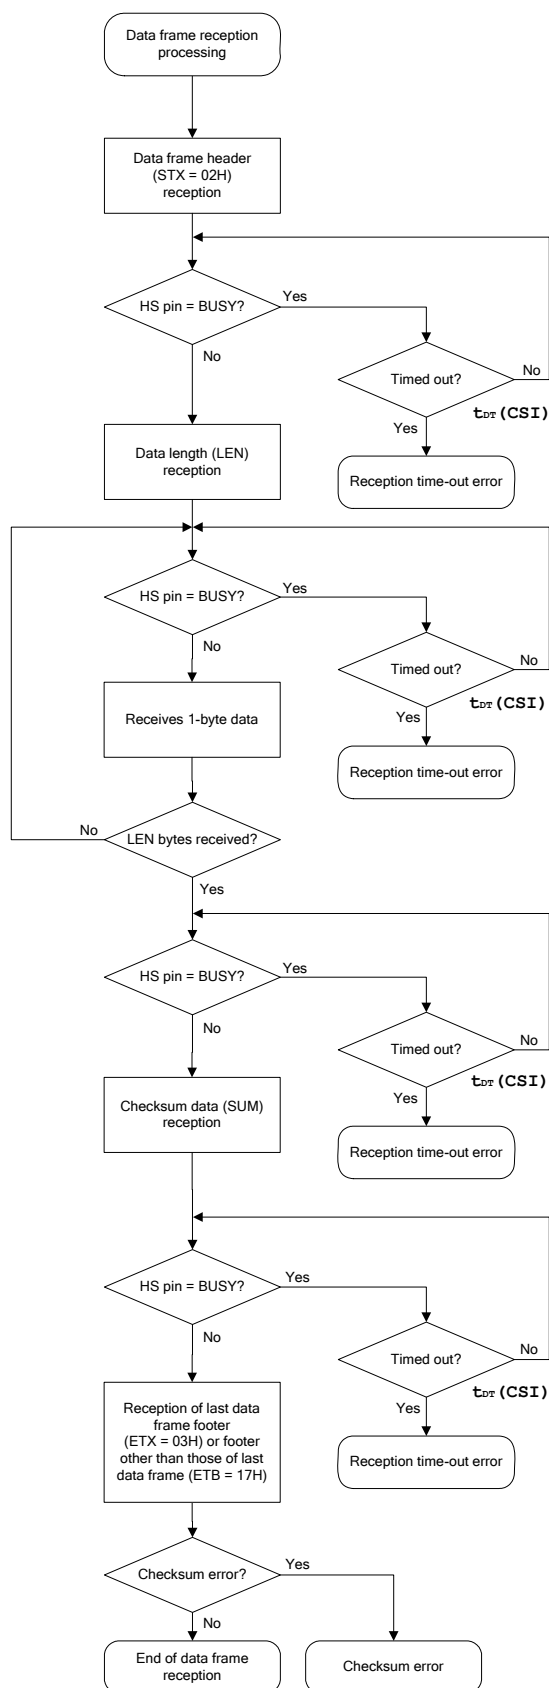 Data frame reception
processing
Data frame header
(STX = 02H)
reception
HS pin = BUSY?
Yes
No
Timed out?
No
tDT(CSI)
Yes
Data length (LEN)
reception
Reception time-out error
HS pin = BUSY?
Yes
No
Timed out?
No
tDT(CSI)
Yes
Receives 1-byte data
Reception time-out error
No
LEN bytes received?
Yes
HS pin = BUSY?
Yes
No
Timed out?
No
tDT(CSI)
Yes
Checksum data (SUM)
reception
Reception time-out error
HS pin = BUSY?
Yes
No
Timed out?
No
tDT(CSI)
Yes
Reception of last data
frame footer
(ETX = 03H) or footer
other than those of last
data frame (ETB = 17H)
Reception time-out error
Checksum error?
Yes
No
End of data frame
reception
Checksum error